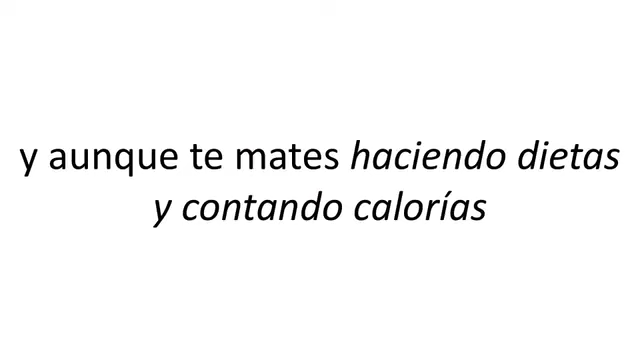 y aunque te mates haciendo dietas
y contando calorías